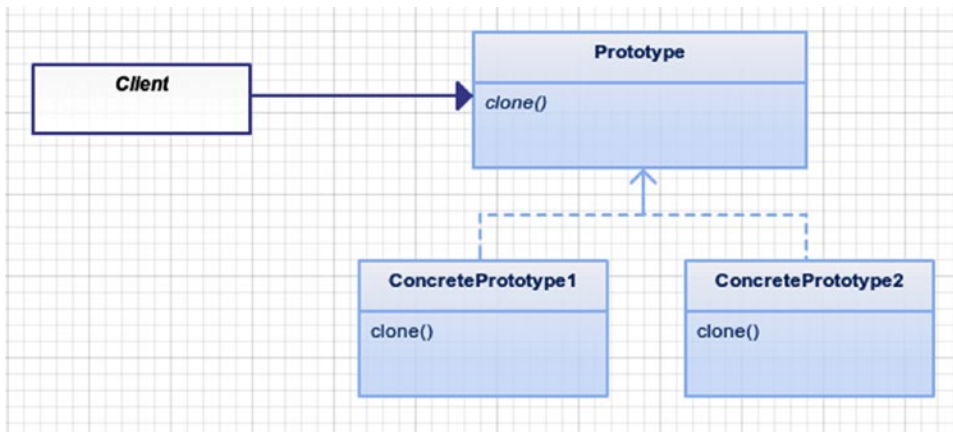 Client
Prototype
clone()
ConcretePrototype1
clone()
ConcretePrototype2
clone()